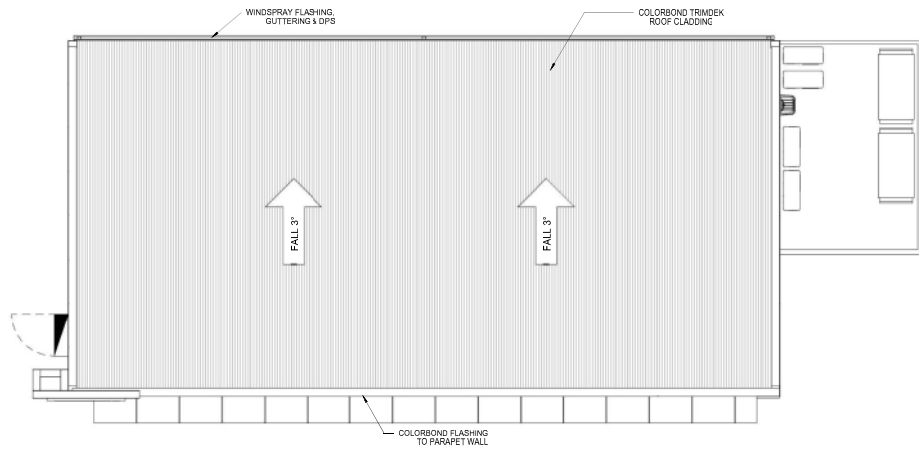 WINDSPRAY FLASHING,
GUTTERING & DPS
COLORBOND TRIMDEK
ROOF CLADDING
FALL 3°
FALL 3°
COLORBOND FLASHING
TO PARAPET WALL